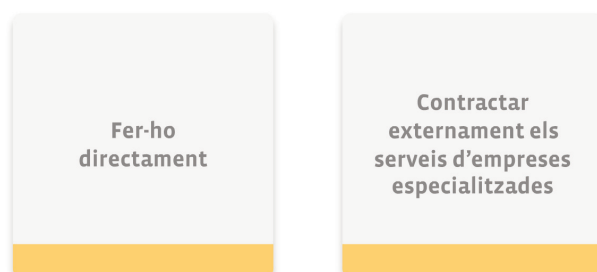 Fer-ho
directament
Contractar
externament els
serveis d’empreses
especialitzades